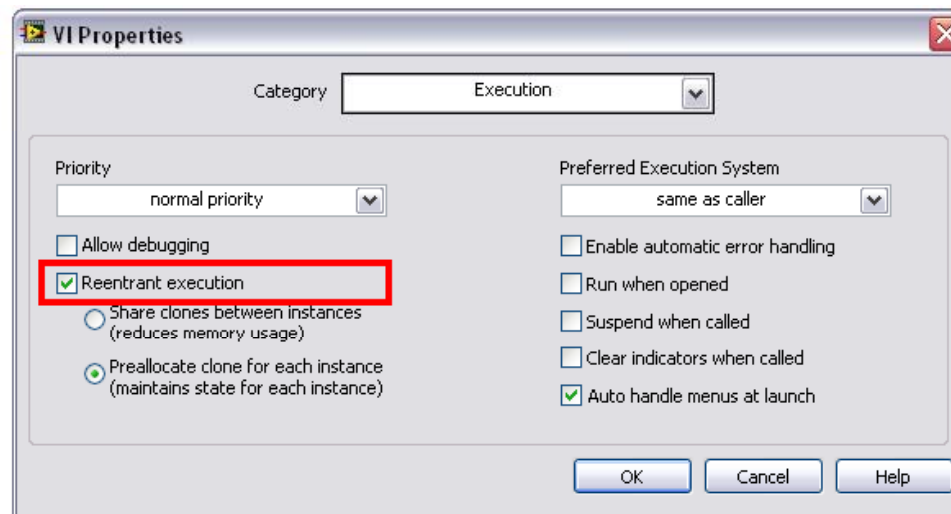 VI Properties
Category
Execution
Priority
normal priority
Allow debugging
Reentrant execution
Share clones between instances
(reduces memory usage)
Preallocate clone for each instance
(maintains state for each instance)
Preferred Execution System
same as caller
Enable automatic error handling
Run when opened
Suspend when called
Clear indicators when called
Auto handle menus at launch
OK
Cancel
Help